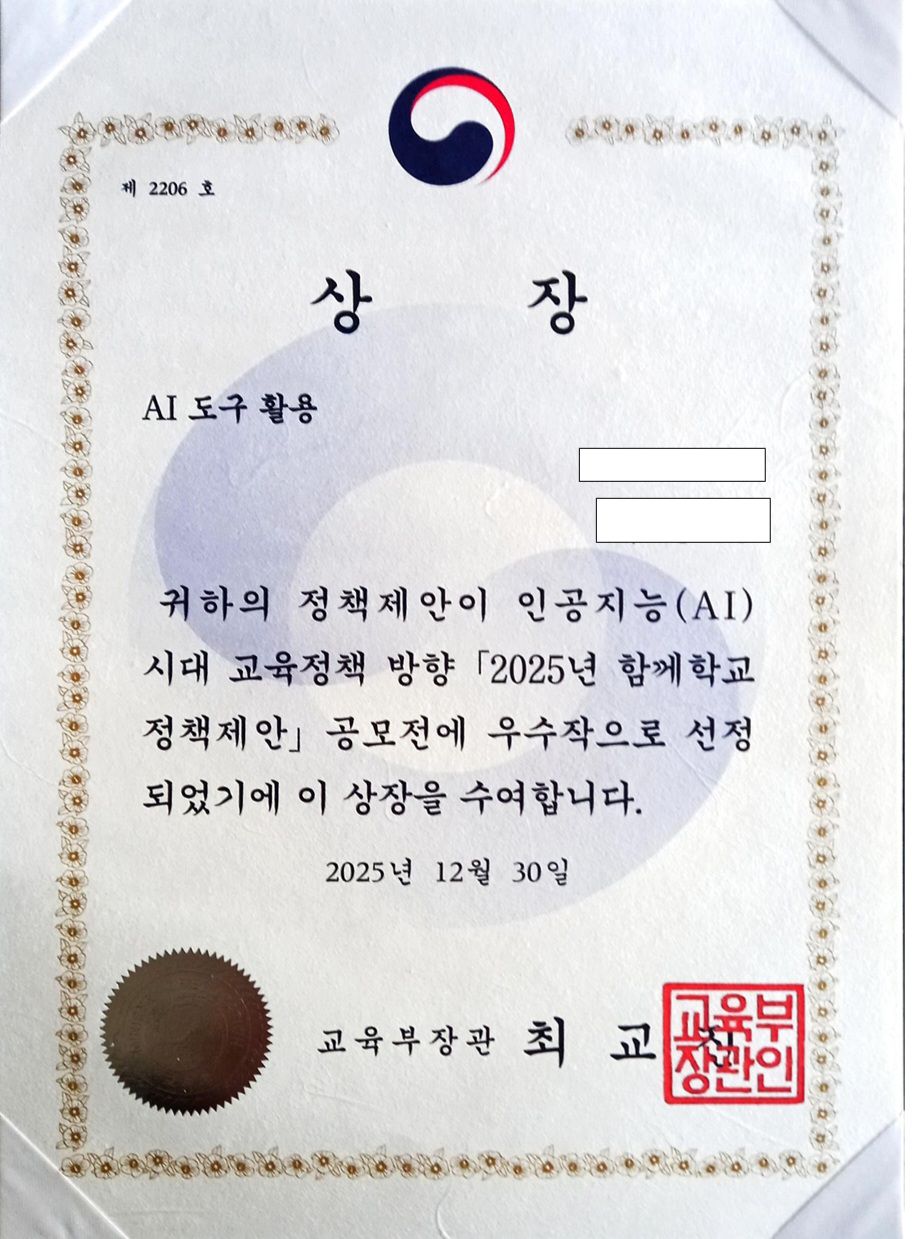 제 2206 호
상 장
AI 도구 활용
귀하의 정책제안이 인공지능(AI)
시대 교육정책 방향「2025년 함께학교
정책제안」공모전에 우수작으로 선정
되었기에 이 상장을 수여합니다.
2025년 12월 30일
교육부장관 최 교 진
교육부
장관인